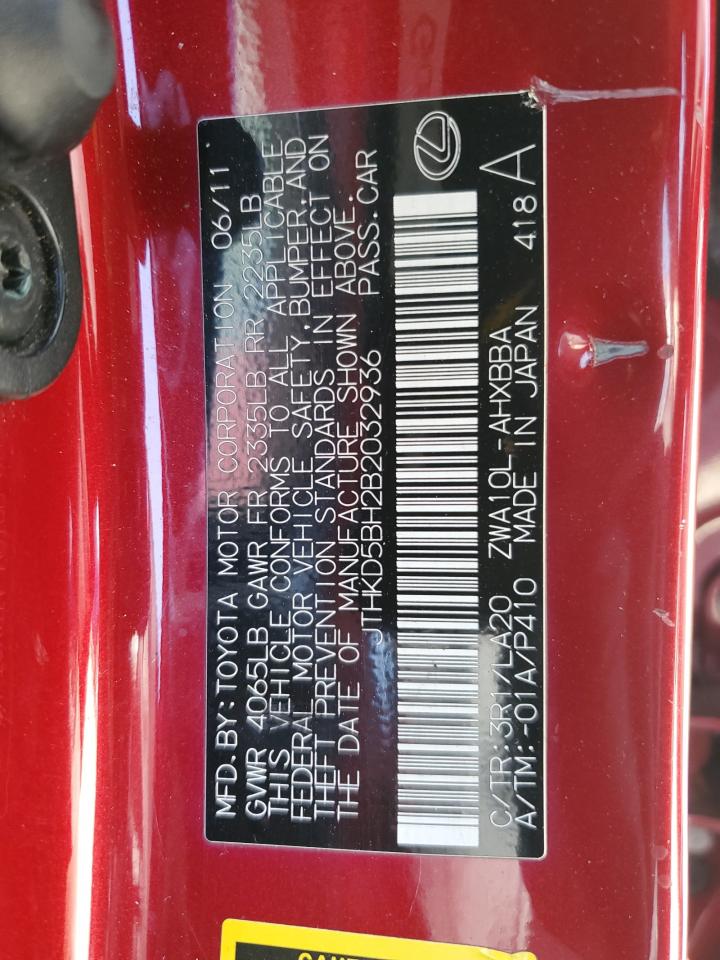 MFD. BY: TOYOTA MOTOR CORPORATION 06/11
GVWR 4065LB GAWR FR 2335LB RR 2235LB
THIS VEHICLE CONFORMS TO ALL APPLICABLE
FEDERAL MOTOR VEHICLE SAFETY, BUMPER, AND
THEFT PREVENTION STANDARDS IN EFFECT ON
THE DATE OF MANUFACTURE SHOWN ABOVE.
JTHKD5BH2B2032936 PASS. CAR
C/TR: 3R1/LA20 ZWA10L-AHXBBA
A/TM: -01A/P410 MADE IN JAPAN 418 A